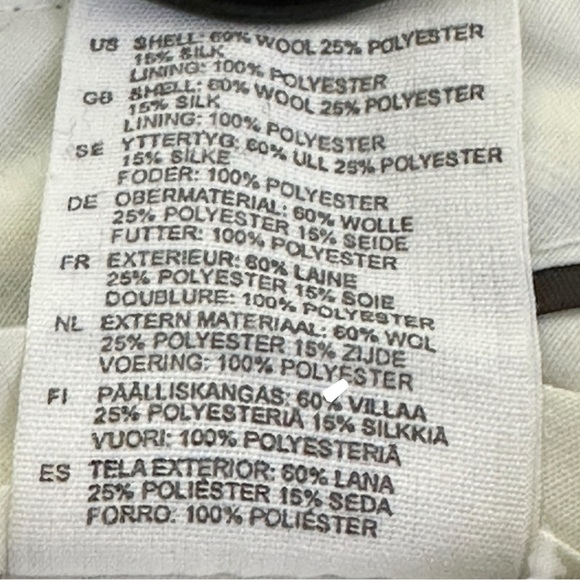 US SHELL: 60% WOOL 25% POLYESTER
15% SILK
LINING: 100% POLYESTER
GB SHELL: 60% WOOL 25% POLYESTER
15% SILK
LINING: 100% POLYESTER
SE YTTERTYG: 60% ULL 25% POLYESTER
15% SILKE
FODER: 100% POLYESTER
DE OBERMATERIAL: 60% WOLLE
25% POLYESTER 15% SEIDE
FUTTER: 100% POLYESTER
FR EXTERIEUR: 60% LAINE
25% POLYESTER 15% SOIE
DOUBLURE: 100% POLYESTER
NL EXTERN MATERIAAL: 60% WOL
25% POLYESTER 15% ZIJDE
VOERING: 100% POLYESTER
FI PÄÄLLISKANGAS: 60% VILLAA
25% POLYESTERIÄ 15% SILKKIÄ
VUORI: 100% POLYESTERIÄ
ES TELA EXTERIOR: 60% LANA
25% POLIÉSTER 15% SEDA
FORRO: 100% POLIÉSTER